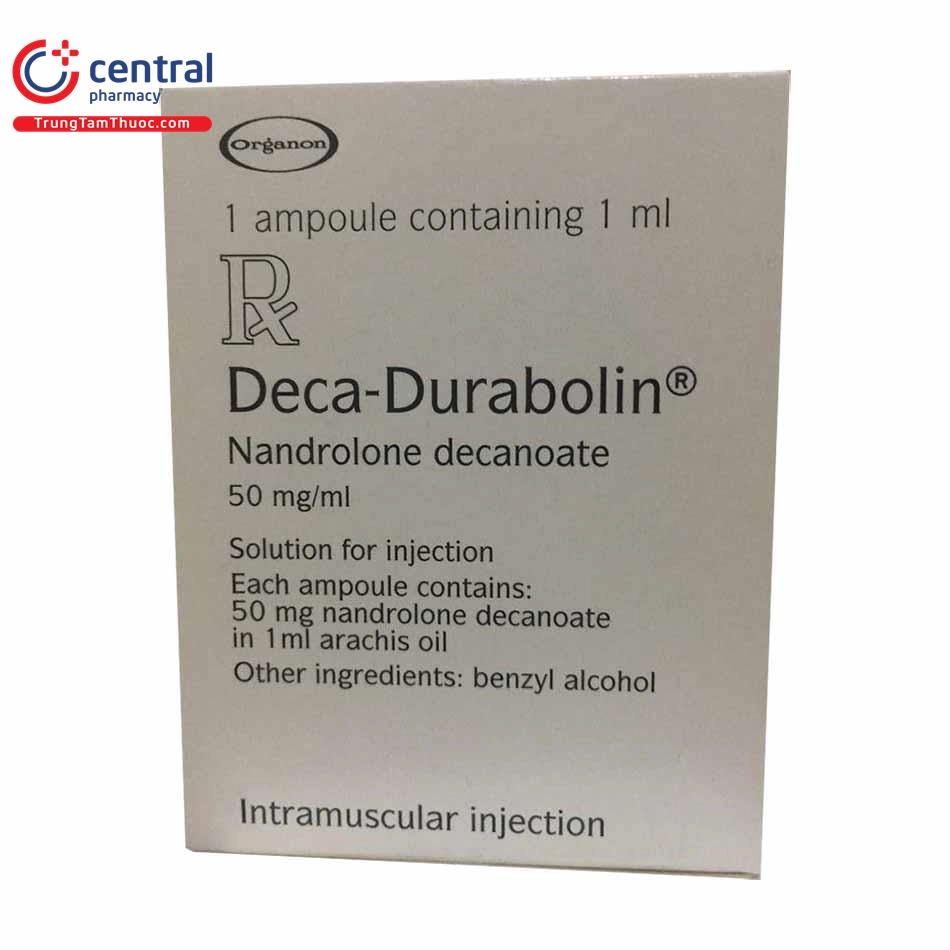 central
pharmacy
TrungTamThuoc.com
Organon
1 ampoule containing 1 ml
Rx
Deca-Durabolin®
Nandrolone decanoate
50 mg/ml
Solution for injection
Each ampoule contains:
50 mg nandrolone decanoate
in 1ml arachis oil
Other ingredients: benzyl alcohol
Intramuscular injection